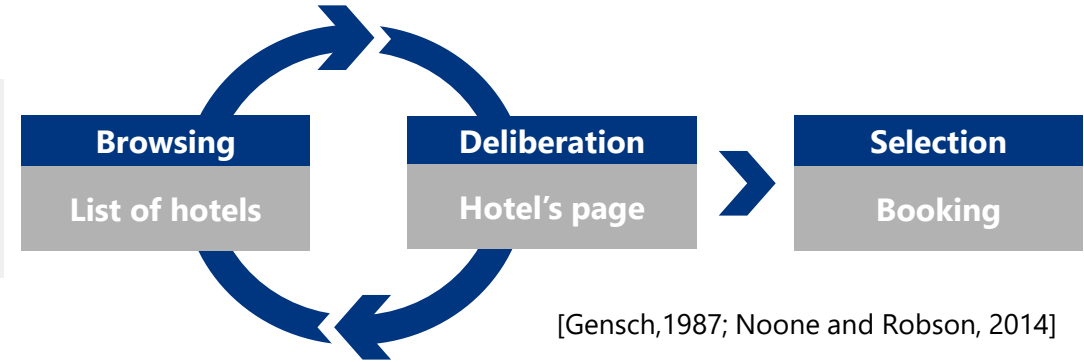 Browsing
List of hotels
Deliberation
Hotel's page
Selection
Booking
[Gensch,1987; Noone and Robson, 2014]